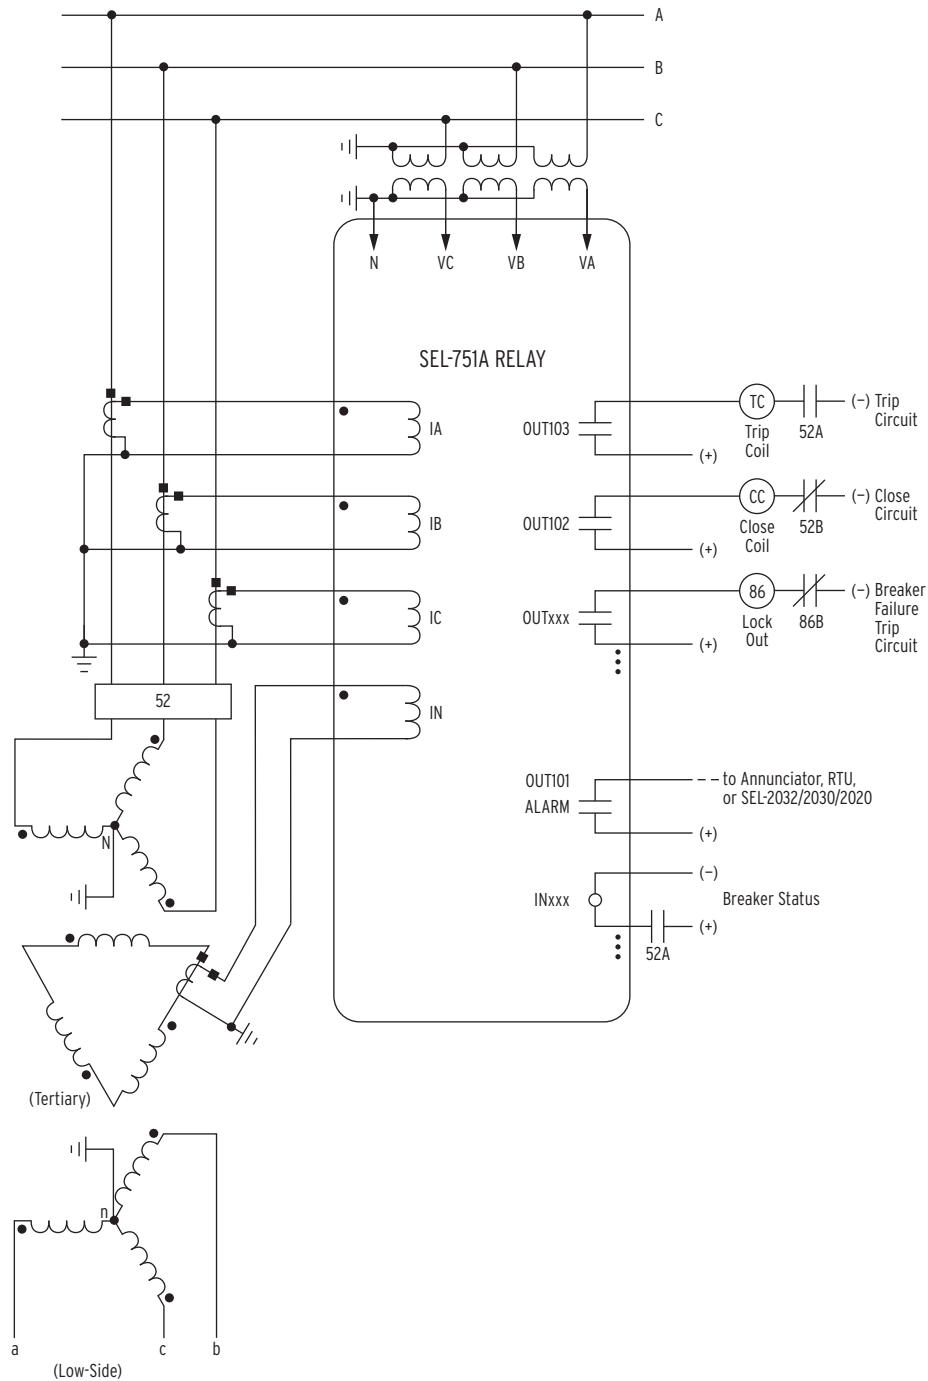 A
B
C
N
VC
VB
VA
SEL-751A RELAY
IA
OUT103
TC
Trip
Coil
52A
(–) Trip
Circuit
(+)
IB
OUT102
CC
Close
Coil
52B
(–) Close
Circuit
(+)
IC
OUTxxx
86
Lock
Out
86B
(–) Breaker
Failure
Trip
Circuit
(+)
52
IN
OUT101
ALARM
to Annunciator, RTU,
or SEL-2032/2030/2020
(+)
N
INxxx
(–)
Breaker Status
(+)
52A
(Tertiary)
n
a
c
b
(Low-Side)